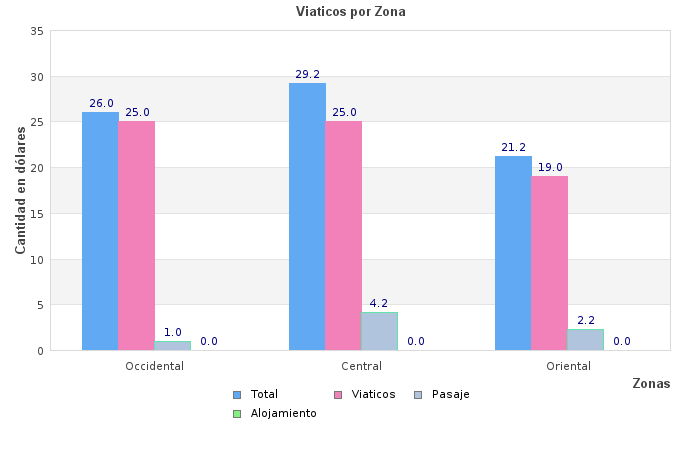 Viaticos por Zona
Cantidad en dólares
35
30
25
20
15
10
5
0
26.0
25.0
1.0
0.0
29.2
25.0
4.2
0.0
21.2
19.0
2.2
0.0
Occidental
Central
Oriental
Zonas
Total
Viaticos
Pasaje
Alojamiento